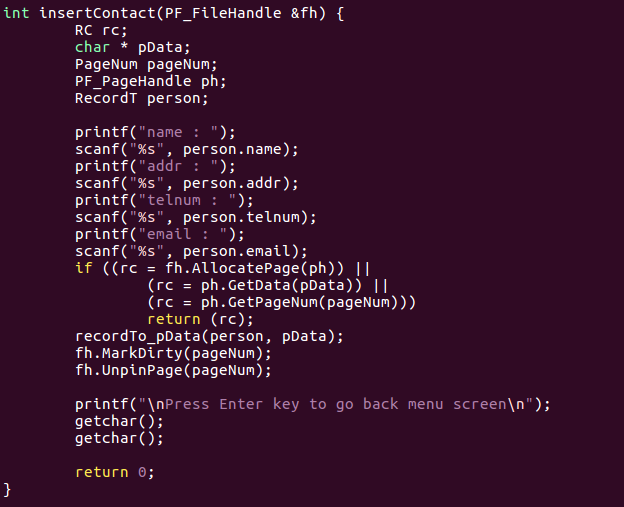 int insertContact(PF_FileHandle &fh) {
        RC rc;
        char * pData;
        PageNum pageNum;
        PF_PageHandle ph;
        RecordT person;

        printf("name : ");
        scanf("%s", person.name);
        printf("addr : ");
        scanf("%s", person.addr);
        printf("telnum : ");
        scanf("%s", person.telnum);
        printf("email : ");
        scanf("%s", person.email);
        if ((rc = fh.AllocatePage(ph)) ||
                (rc = ph.GetData(pData)) ||
                (rc = ph.GetPageNum(pageNum)))
                return (rc);
        recordTo_pData(person, pData);
        fh.MarkDirty(pageNum);
        fh.UnpinPage(pageNum);

        printf("\nPress Enter key to go back menu screen\n");
        getchar();
        getchar();

        return 0;
}